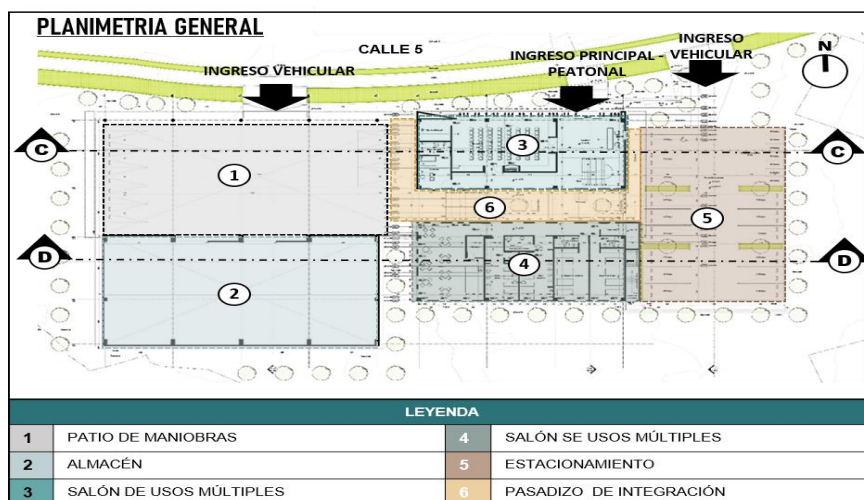 PLANIMETRIA GENERAL
CALLE 5
INGRESO VEHICULAR
INGRESO PRINCIPAL -
PEATONAL
INGRESO
VEHICULAR
N
C
C
1
3
6
5
D
D
4
2
LEYENDA
1 PATIO DE MANIOBRAS 4 SALÓN SE USOS MÚLTIPLES
2 ALMACÉN 5 ESTACIONAMIENTO
3 SALÓN DE USOS MÚLTIPLES 6 PASADIZO DE INTEGRACIÓN